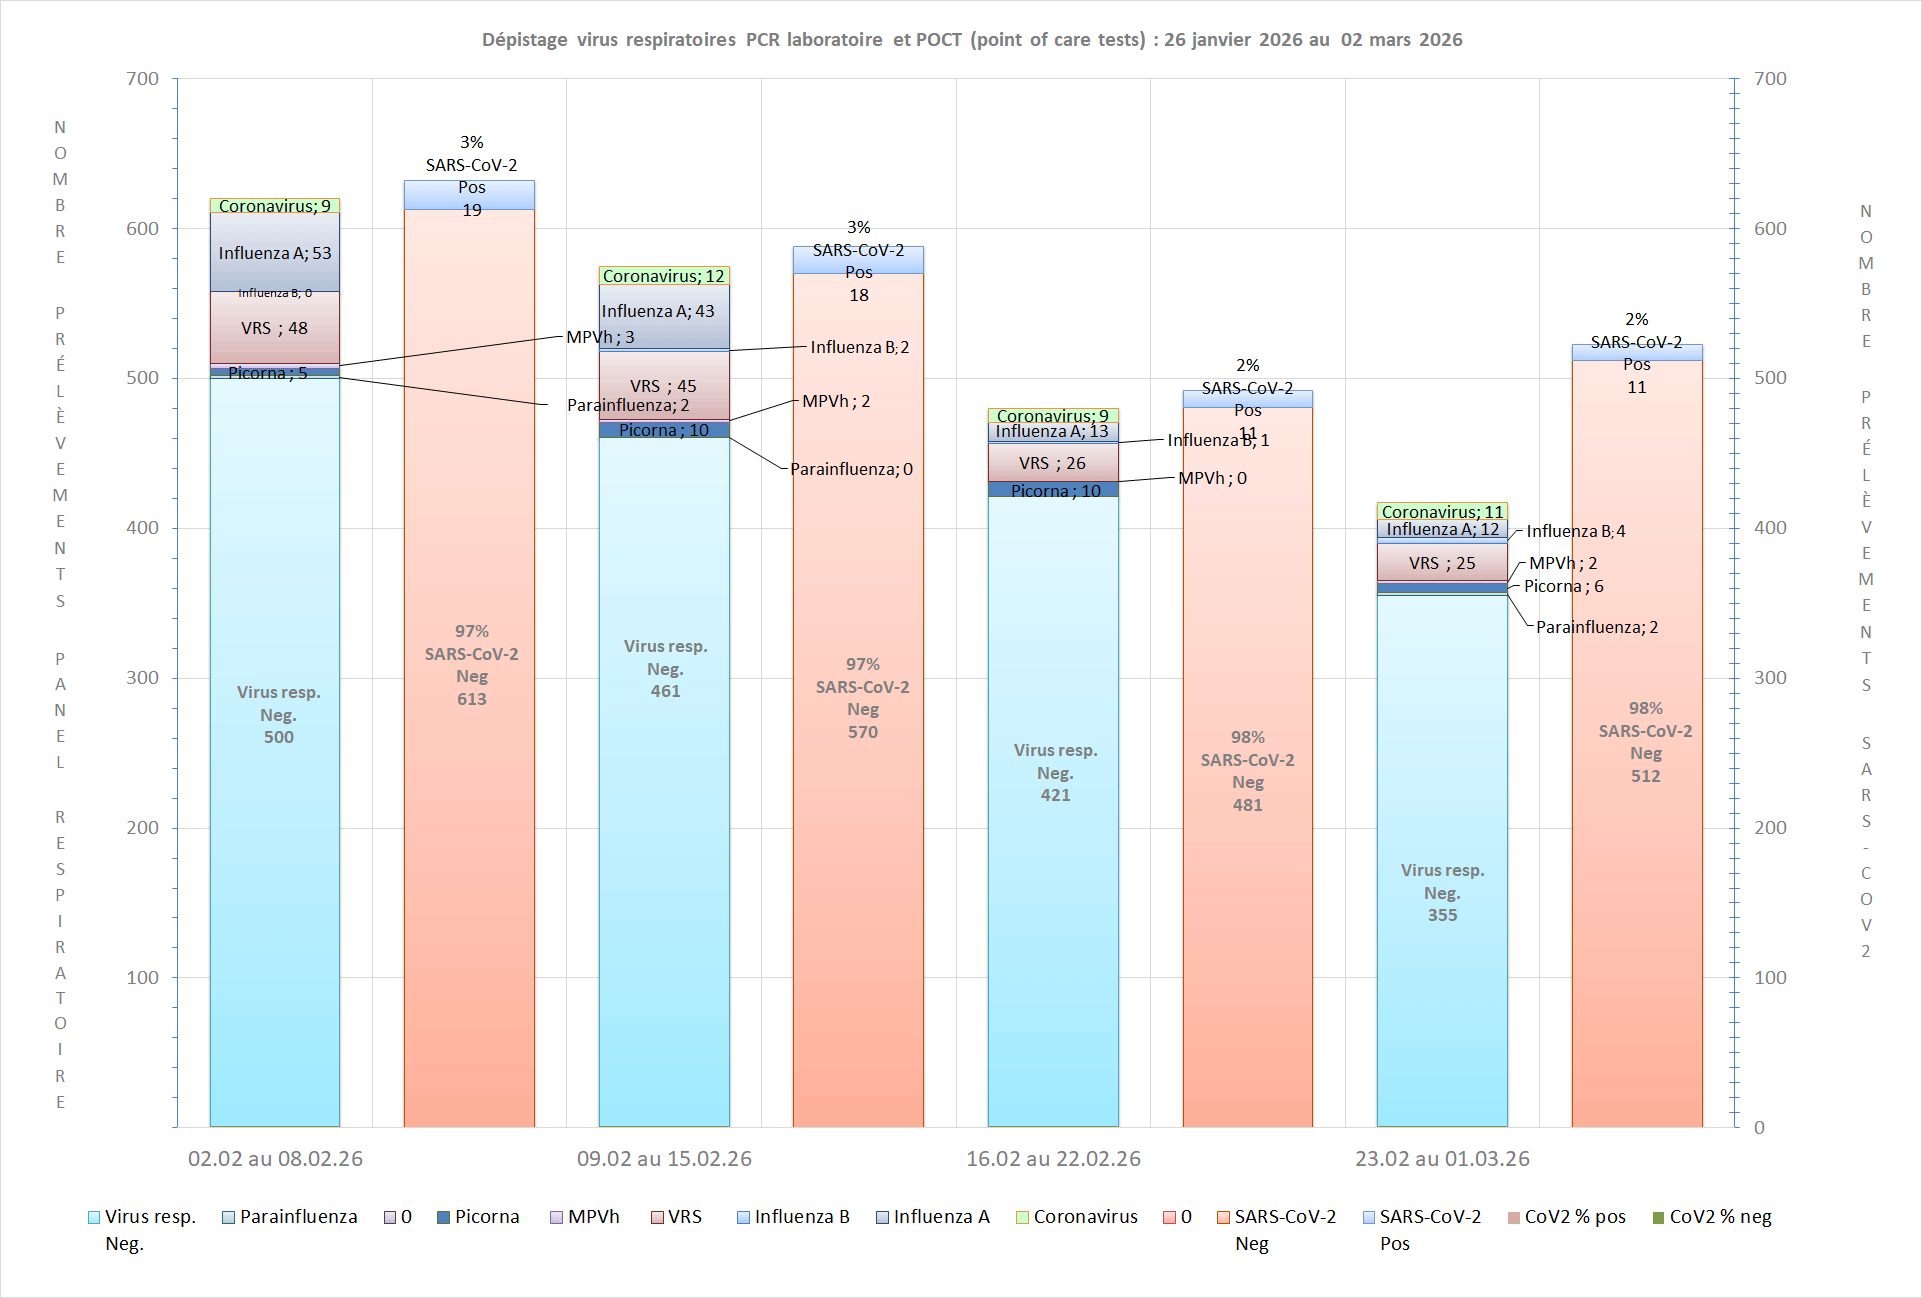 Dépistage virus respiratoires PCR laboratoire et POCT (point of care tests) : 26 janvier 2026 au 02 mars 2026
NOMBRE PRÉLÈVEMENTS PANEL RESPIRATOIRE
700
600
500
400
300
200
100
Coronavirus; 9
Influenza A; 53
Influenza B; 0
VRS ; 48
MPVh ; 3
Picorna ; 5
Parainfluenza; 2
Virus resp.
Neg.
500
3%
SARS-CoV-2
Pos
19
97%
SARS-CoV-2
Neg
613
Coronavirus; 12
Influenza A; 43
Influenza B; 2
VRS ; 45
MPVh ; 2
Picorna ; 10
Parainfluenza; 0
Virus resp.
Neg.
461
3%
SARS-CoV-2
Pos
18
97%
SARS-CoV-2
Neg
570
Coronavirus; 9
Influenza A; 13
Influenza B; 1
VRS ; 26
MPVh ; 0
Picorna ; 10
Virus resp.
Neg.
421
2%
SARS-CoV-2
Pos
11
98%
SARS-CoV-2
Neg
481
Coronavirus; 11
Influenza A; 12
Influenza B; 4
VRS ; 25
MPVh ; 2
Picorna ; 6
Parainfluenza; 2
Virus resp.
Neg.
355
2%
SARS-CoV-2
Pos
11
98%
SARS-CoV-2
Neg
512
700
600
500
400
300
200
100
0
NOMBRE PRÉLÈVEMENTS SARS-COV2
02.02 au 08.02.26
09.02 au 15.02.26
16.02 au 22.02.26
23.02 au 01.03.26
Virus resp.
Neg.
Parainfluenza
0
Picorna
MPVh
VRS
Influenza B
Influenza A
Coronavirus
0
SARS-CoV-2
Neg
SARS-CoV-2
Pos
CoV2 % pos
CoV2 % neg